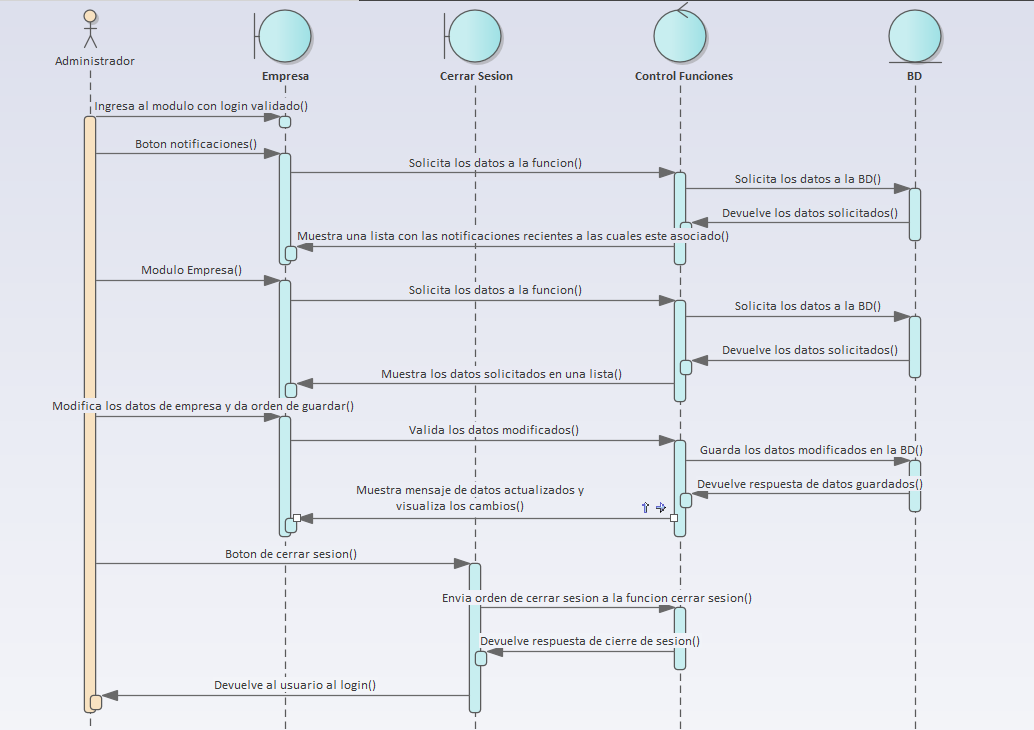 Administrador
Empresa
Cerrar Sesion
Control Funciones
BD
Ingresa al modulo con login validado()
Boton notificaciones()
Solicita los datos a la funcion()
Solicita los datos a la BD()
Devuelve los datos solicitados()
Muestra una lista con las notificaciones recientes a las cuales este asociado()
Modulo Empresa()
Solicita los datos a la funcion()
Solicita los datos a la BD()
Devuelve los datos solicitados()
Muestra los datos solicitados en una lista()
Modifica los datos de empresa y da orden de guardar()
Valida los datos modificados()
Guarda los datos modificados en la BD()
Devuelve respuesta de datos guardados()
Muestra mensaje de datos actualizados y
visualiza los cambios()
Boton de cerrar sesion()
Envia orden de cerrar sesion a la funcion cerrar sesion()
Devuelve respuesta de cierre de sesion()
Devuelve al usuario al login()